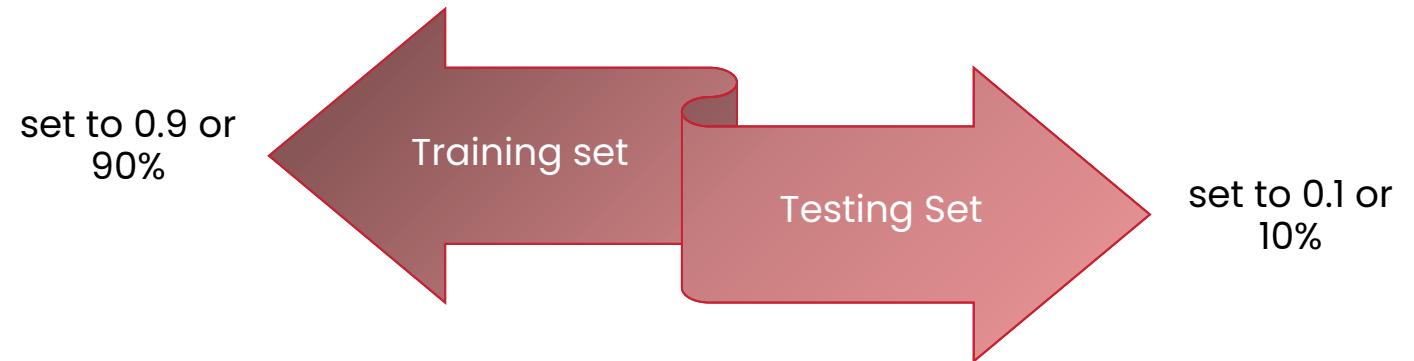 set to 0.9 or
90%
Training set
Testing Set
set to 0.1 or
10%